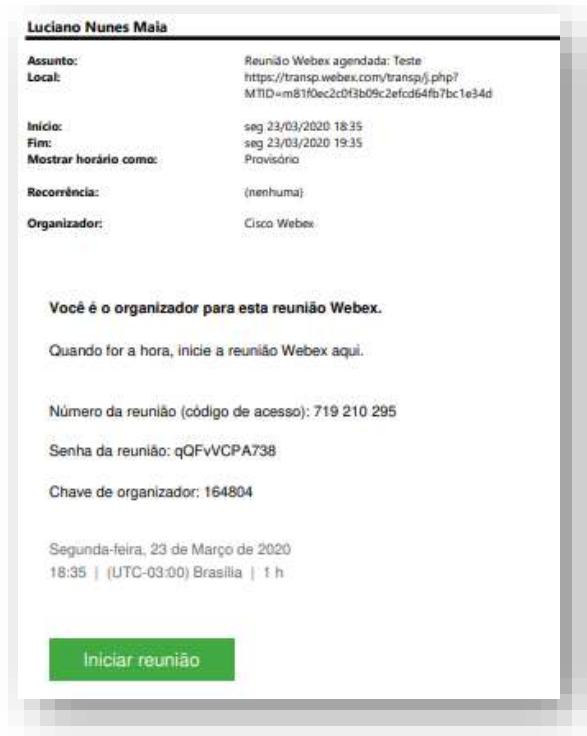 Luciano Nunes Maia
Assunto: Reunião Webex agendada: Teste
Local: https://transp.webex.com/transp/j.php?
MTID=m81f0ec2c0f3b09c2efcd64fb7bc1e34d
Início: seg 23/03/2020 18:35
Fim: seg 23/03/2020 19:35
Mostrar horário como: Provisório
Recorrência: (nenhuma)
Organizador: Cisco Webex
Você é o organizador para esta reunião Webex.
Quando for a hora, inicie a reunião Webex aqui.
Número da reunião (código de acesso): 719 210 295
Senha da reunião: qQFvVCPA738
Chave de organizador: 164804
Segunda-feira, 23 de Março de 2020
18:35 | (UTC-03:00) Brasília | 1 h
Iniciar reunião